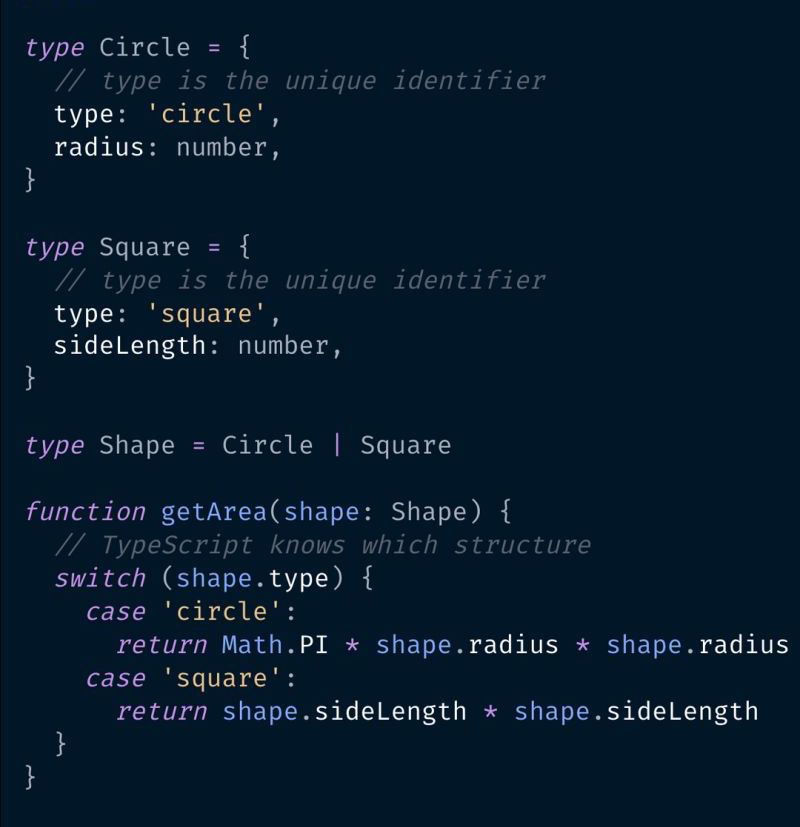 type Circle = {
  // type is the unique identifier
  type: 'circle',
  radius: number,
}

type Square = {
  // type is the unique identifier
  type: 'square',
  sideLength: number,
}

type Shape = Circle | Square

function getArea(shape: Shape) {
  // TypeScript knows which structure
  switch (shape.type) {
    case 'circle':
      return Math.PI * shape.radius * shape.radius
    case 'square':
      return shape.sideLength * shape.sideLength
  }
}